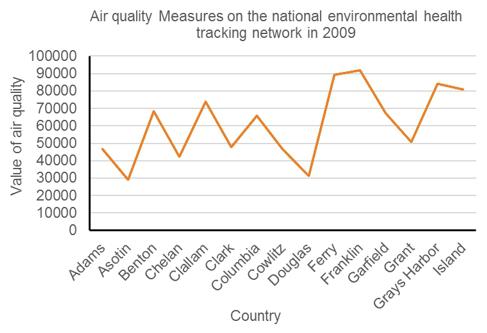 Air quality Measures on the national environmental health
tracking network in 2009
Value of air quality
100000
90000
80000
70000
60000
50000
40000
30000
20000
10000
0
Adams
Asotin
Benton
Chelan
Clallam
Clark
Columbia
Cowlitz
Douglas
Ferry
Franklin
Garfield
Grant
Grays Harbor
Island
Country